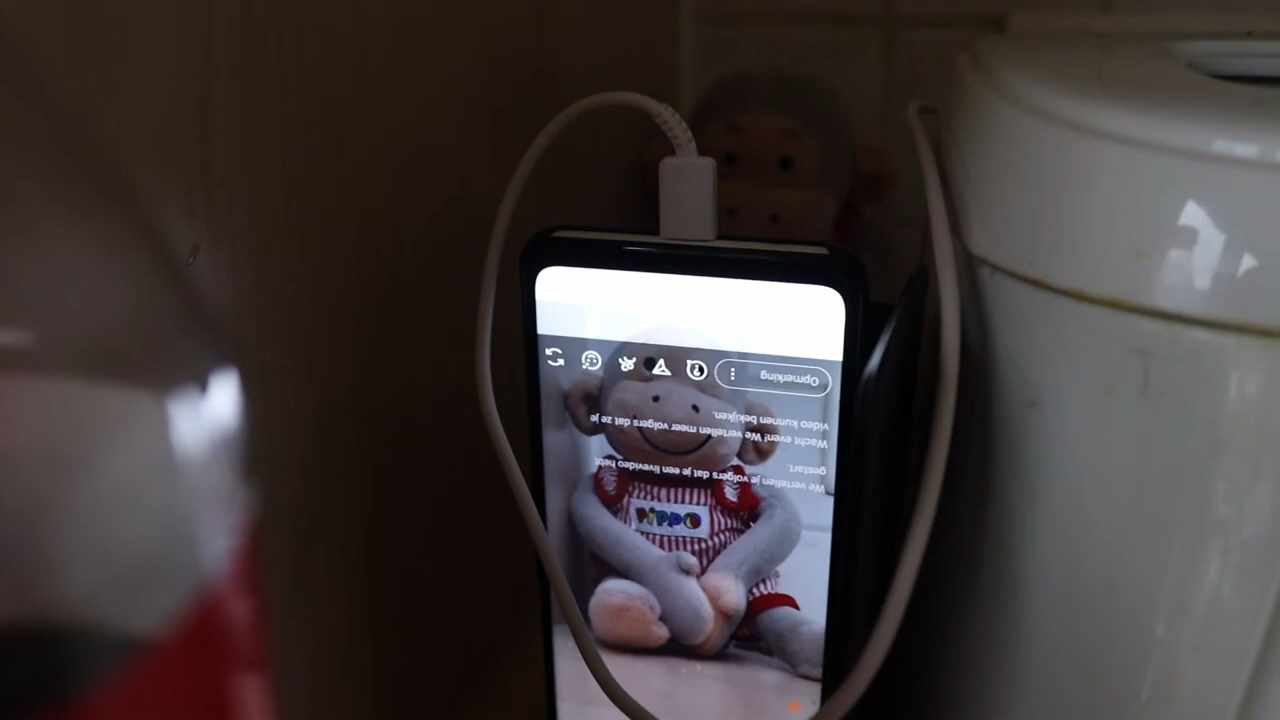 We vertellen je volgers dat je een livevideo hebt
gestart.
Wacht even! We vertellen meer volgers dat ze je
video kunnen bekijken.
Opmerking
PIPPO